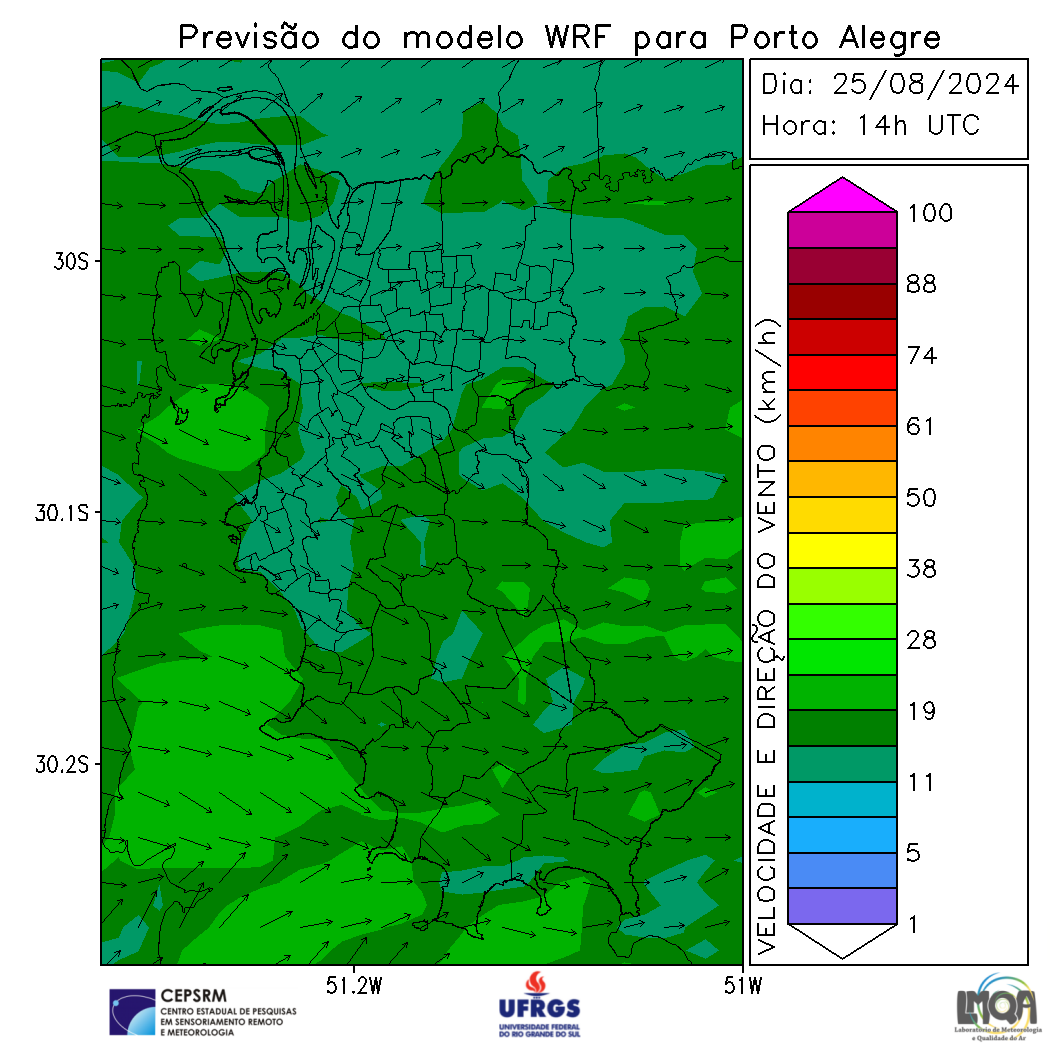 Previsão do modelo WRF para Porto Alegre
Dia: 25/08/2024
Hora: 14h UTC
30S
30.1S
30.2S
51.2W
51W
VELOCIDADE E DIREÇÃO DO VENTO (km/h)
100
88
74
61
50
38
28
19
11
5
1
CEPSRM
CENTRO ESTADUAL DE PESQUISAS
EM SENSORIAMENTO REMOTO
E METEOROLOGIA
UFRGS
UNIVERSIDADE FEDERAL
DO RIO GRANDE DO SUL
LMQA
Laboratório de Meteorologia
e Qualidade do Ar